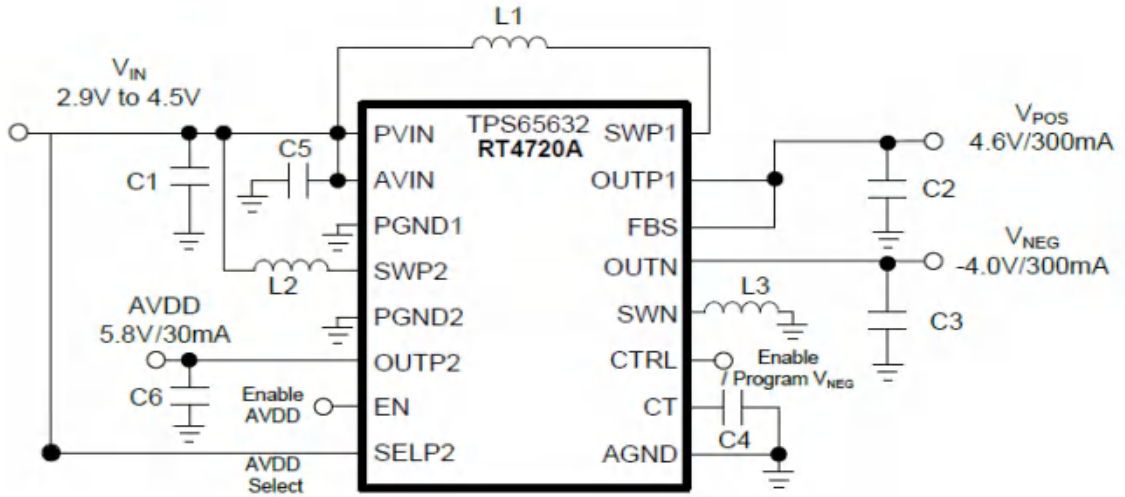 L1
VIN
2.9V to 4.5V
C1
C5
L2
AVDD
5.8V/30mA
C6
Enable
AVDD
AVDD
Select
TPS65632
RT4720A
PVIN
AVIN
PGND1
SWP2
PGND2
OUTP2
EN
SELP2
SWP1
OUTP1
FBS
OUTN
SWN
CTRL
CT
AGND
VPOS
4.6V/300mA
C2
VNEG
-4.0V/300mA
L3
C3
Enable
/ Program VNEG
C4